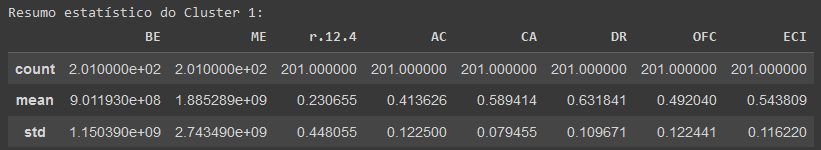 Resumo estatístico do Cluster 1:
BE ME r.12.4 AC CA DR OFC ECI
count 2.010000e+02 2.010000e+02 201.000000 201.000000 201.000000 201.000000 201.000000 201.000000
mean 9.011930e+08 1.885289e+09 0.230655 0.413626 0.589414 0.631841 0.492040 0.543809
std 1.150390e+09 2.743490e+09 0.448055 0.122500 0.079455 0.109671 0.122441 0.116220